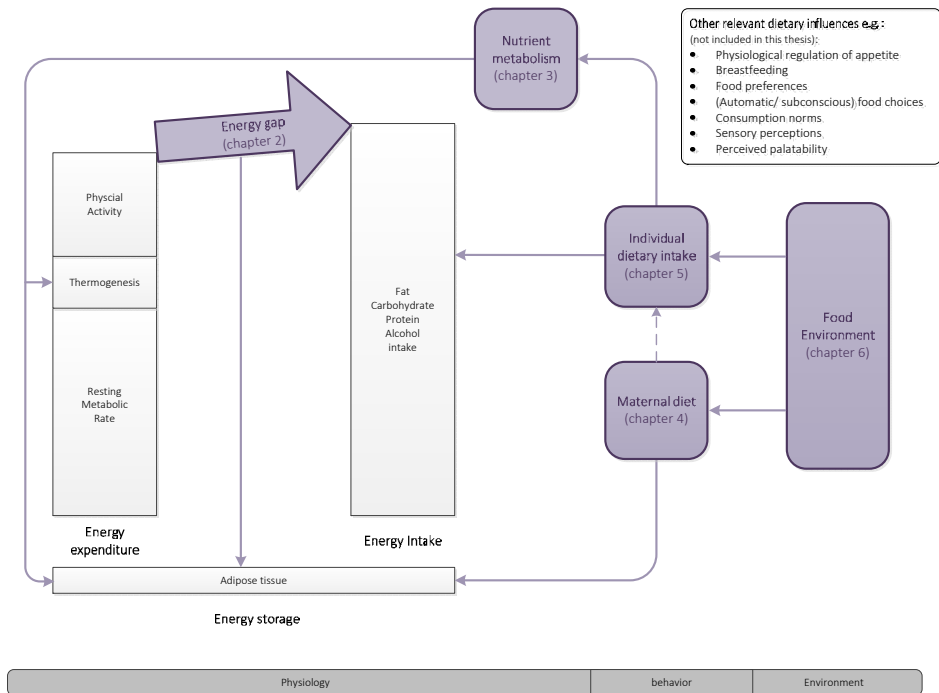 Other relevant dietary influences e.g.:
(not included in this thesis):
• Physiological regulation of appetite
• Breastfeeding
• Food preferences
• (Automatic/ subconscious) food choices
• Consumption norms
• Sensory perceptions
• Perceived palatability
Nutrient
metabolism
(chapter 3)
Energy gap
(chapter 2)
Physcial
Activity
Thermogenesis
Resting
Metabolic
Rate
Energy
expenditure
Fat
Carbohydrate
Protein
Alcohol
intake
Energy Intake
Individual
dietary intake
(chapter 5)
Maternal diet
(chapter 4)
Food
Environment
(chapter 6)
Adipose tissue
Energy storage
Physiology
behavior
Environment